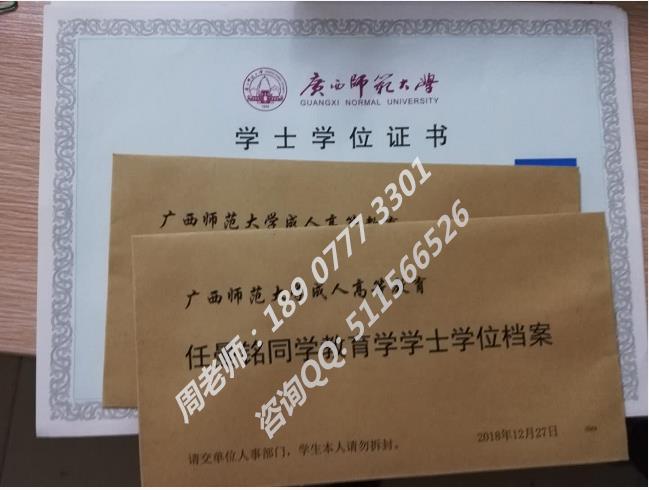 广西师范大学
GUANGXI NORMAL UNIVERSITY
学士学位证书
广西师范大学成人高等教育
广西师范大学成人高等教育
任 铭同学教育学学士学位档案
请交单位人事部门，学生本人请勿拆封。
2018年12月27日
周老师：189 0777 3301
咨询QQ：511566526